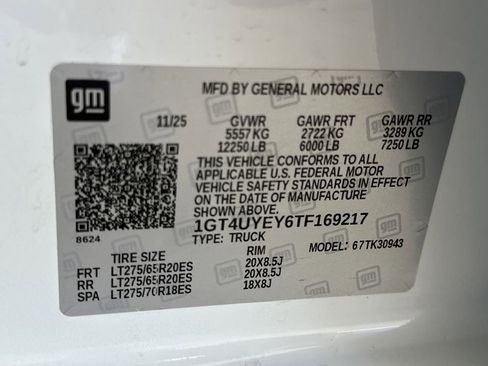 gm
MFD BY GENERAL MOTORS LLC
11/25 GVWR GAWR FRT GAWR RR
5557 KG 2722 KG 3289 KG
12250 LB 6000 LB 7250 LB
THIS VEHICLE CONFORMS TO ALL
APPLICABLE U.S. FEDERAL MOTOR
VEHICLE SAFETY STANDARDS IN EFFECT
ON THE DATE OF MANUFACTURE SHOWN ABOVE.
1GT4UYEY6TF169217
8624 TYPE: TRUCK MODEL: 67TK30943
TIRE SIZE RIM
FRT LT275/65R20ES 20X8.5J
RR LT275/65R20ES 20X8.5J
SPA LT275/70R18ES 18X8J